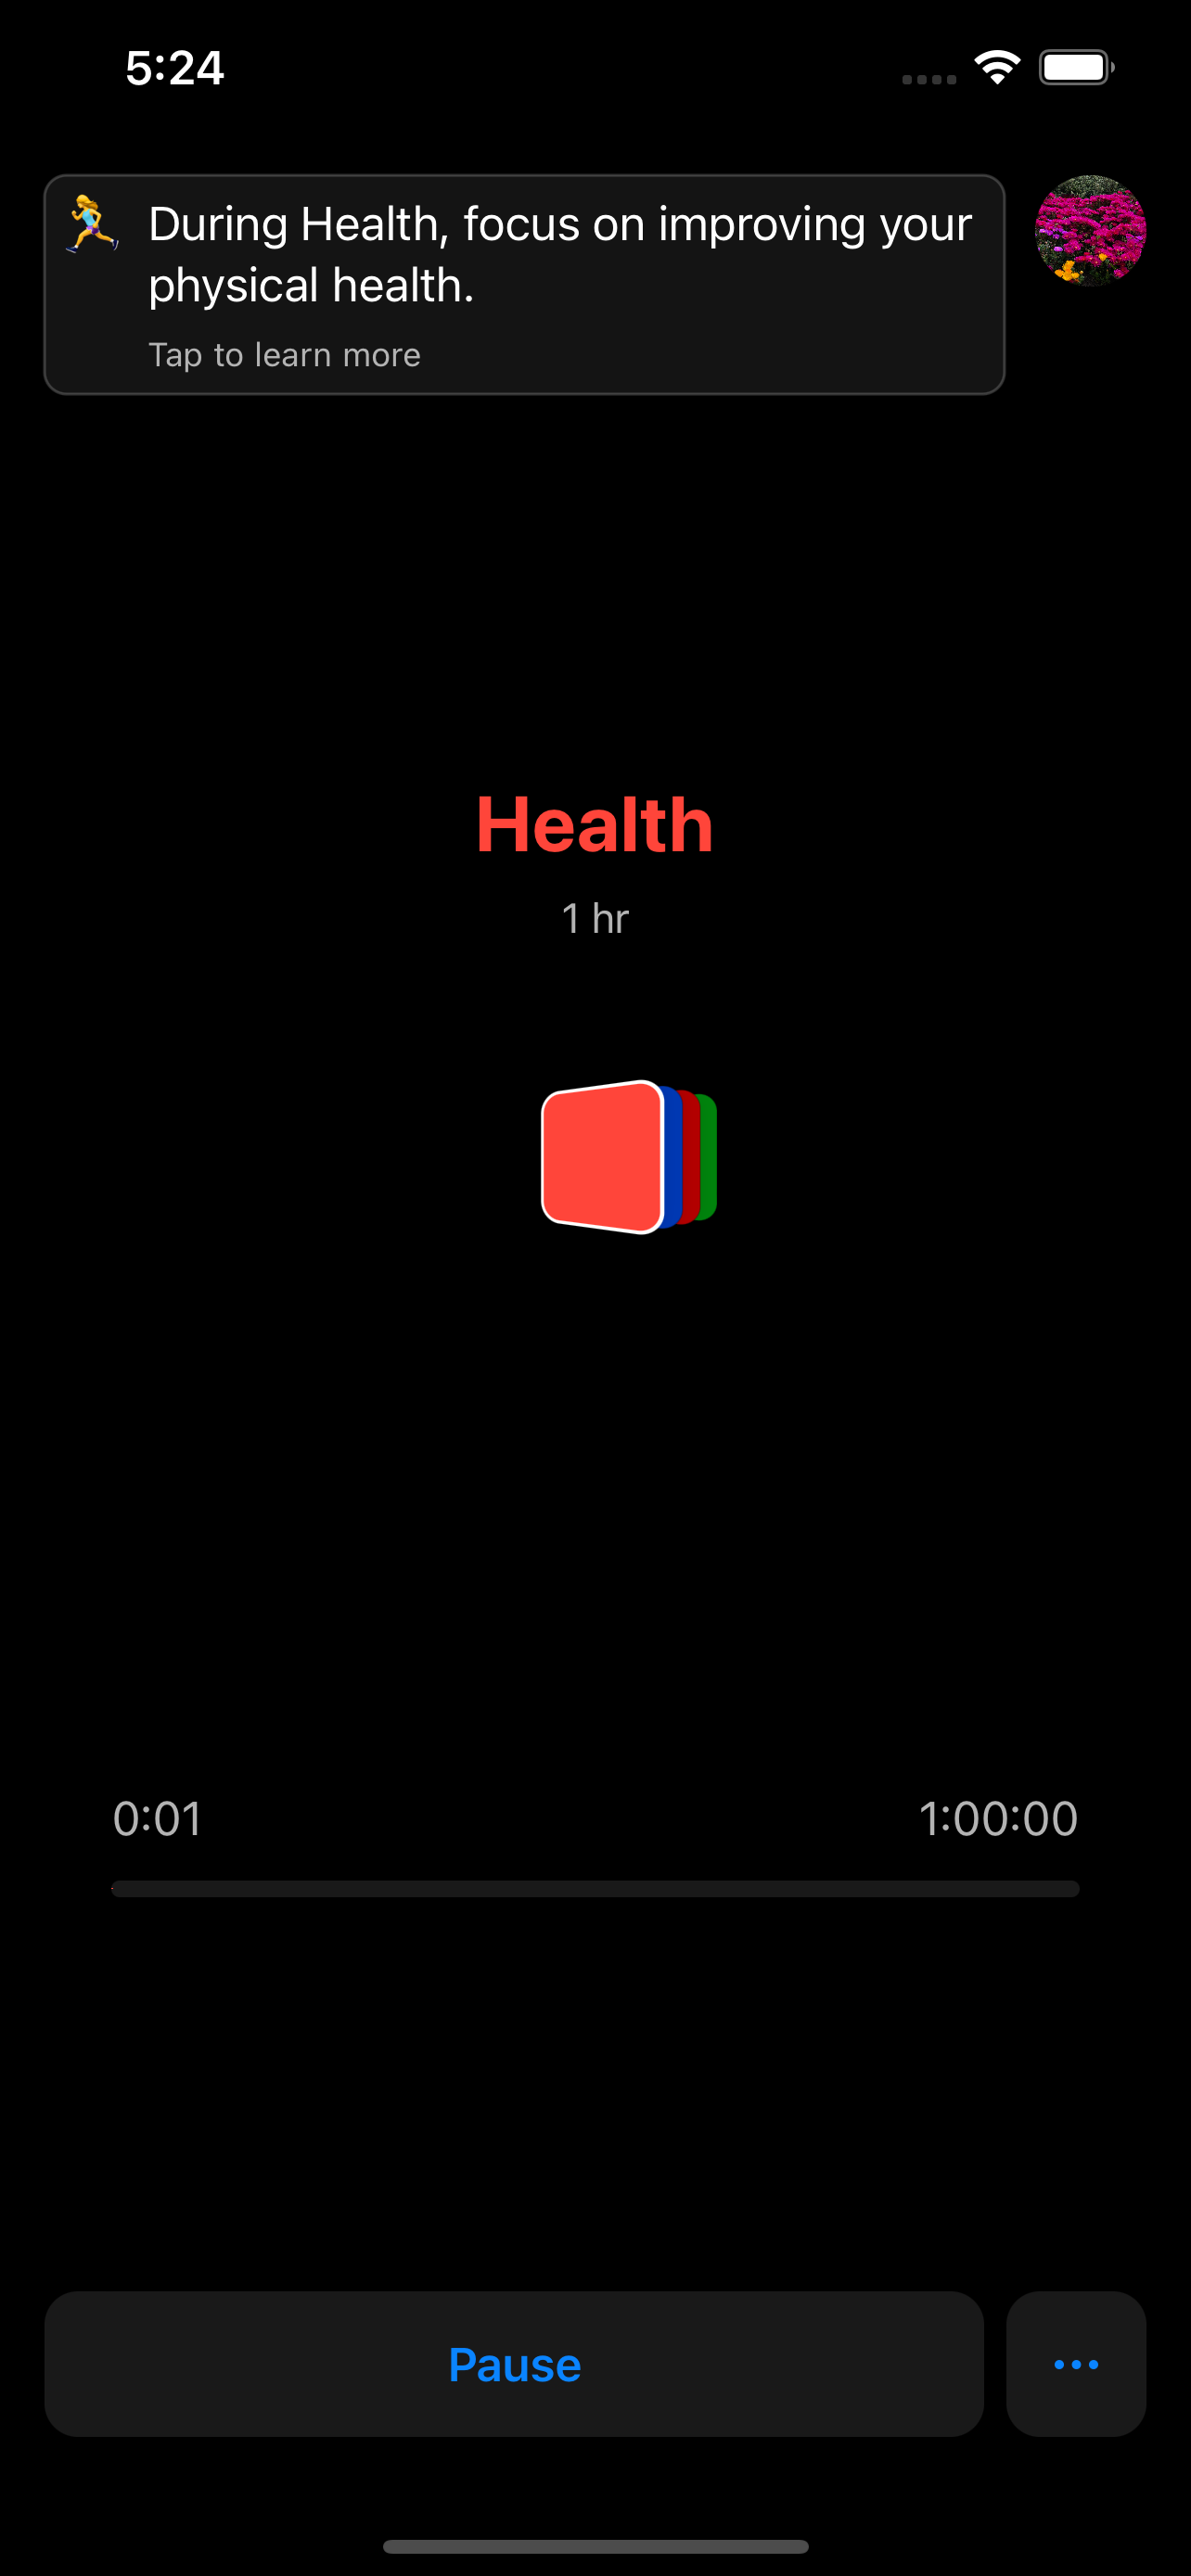 5:24
🏃‍♀️ During Health, focus on improving your
physical health.
Tap to learn more
Health
1 hr
0:01 1:00:00
Pause